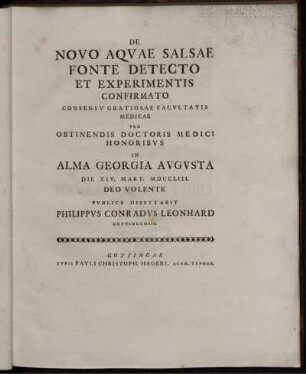 DE
NOVO AQVAE SALSAE
FONTE DETECTO
ET EXPERIMENTIS
CONFIRMATO
CONSENSV GRATIOSAE FACVLTATIS
MEDICAE
PRO
OBTINENDIS DOCTORIS MEDICI
HONORIBVS
IN
ALMA GEORGIA AVGVSTA
DIE XIV. MART. MDCCLIII.
DEO VOLENTE
PVBLICE DISPVTABIT
PHILIPPVS CONRADVS LEONHARD
GOTTINGENSIS.
GOTTINGAE
TYPIS PAVLI CHRISTOPH. HAGERI. ACAD. TYPOGR.